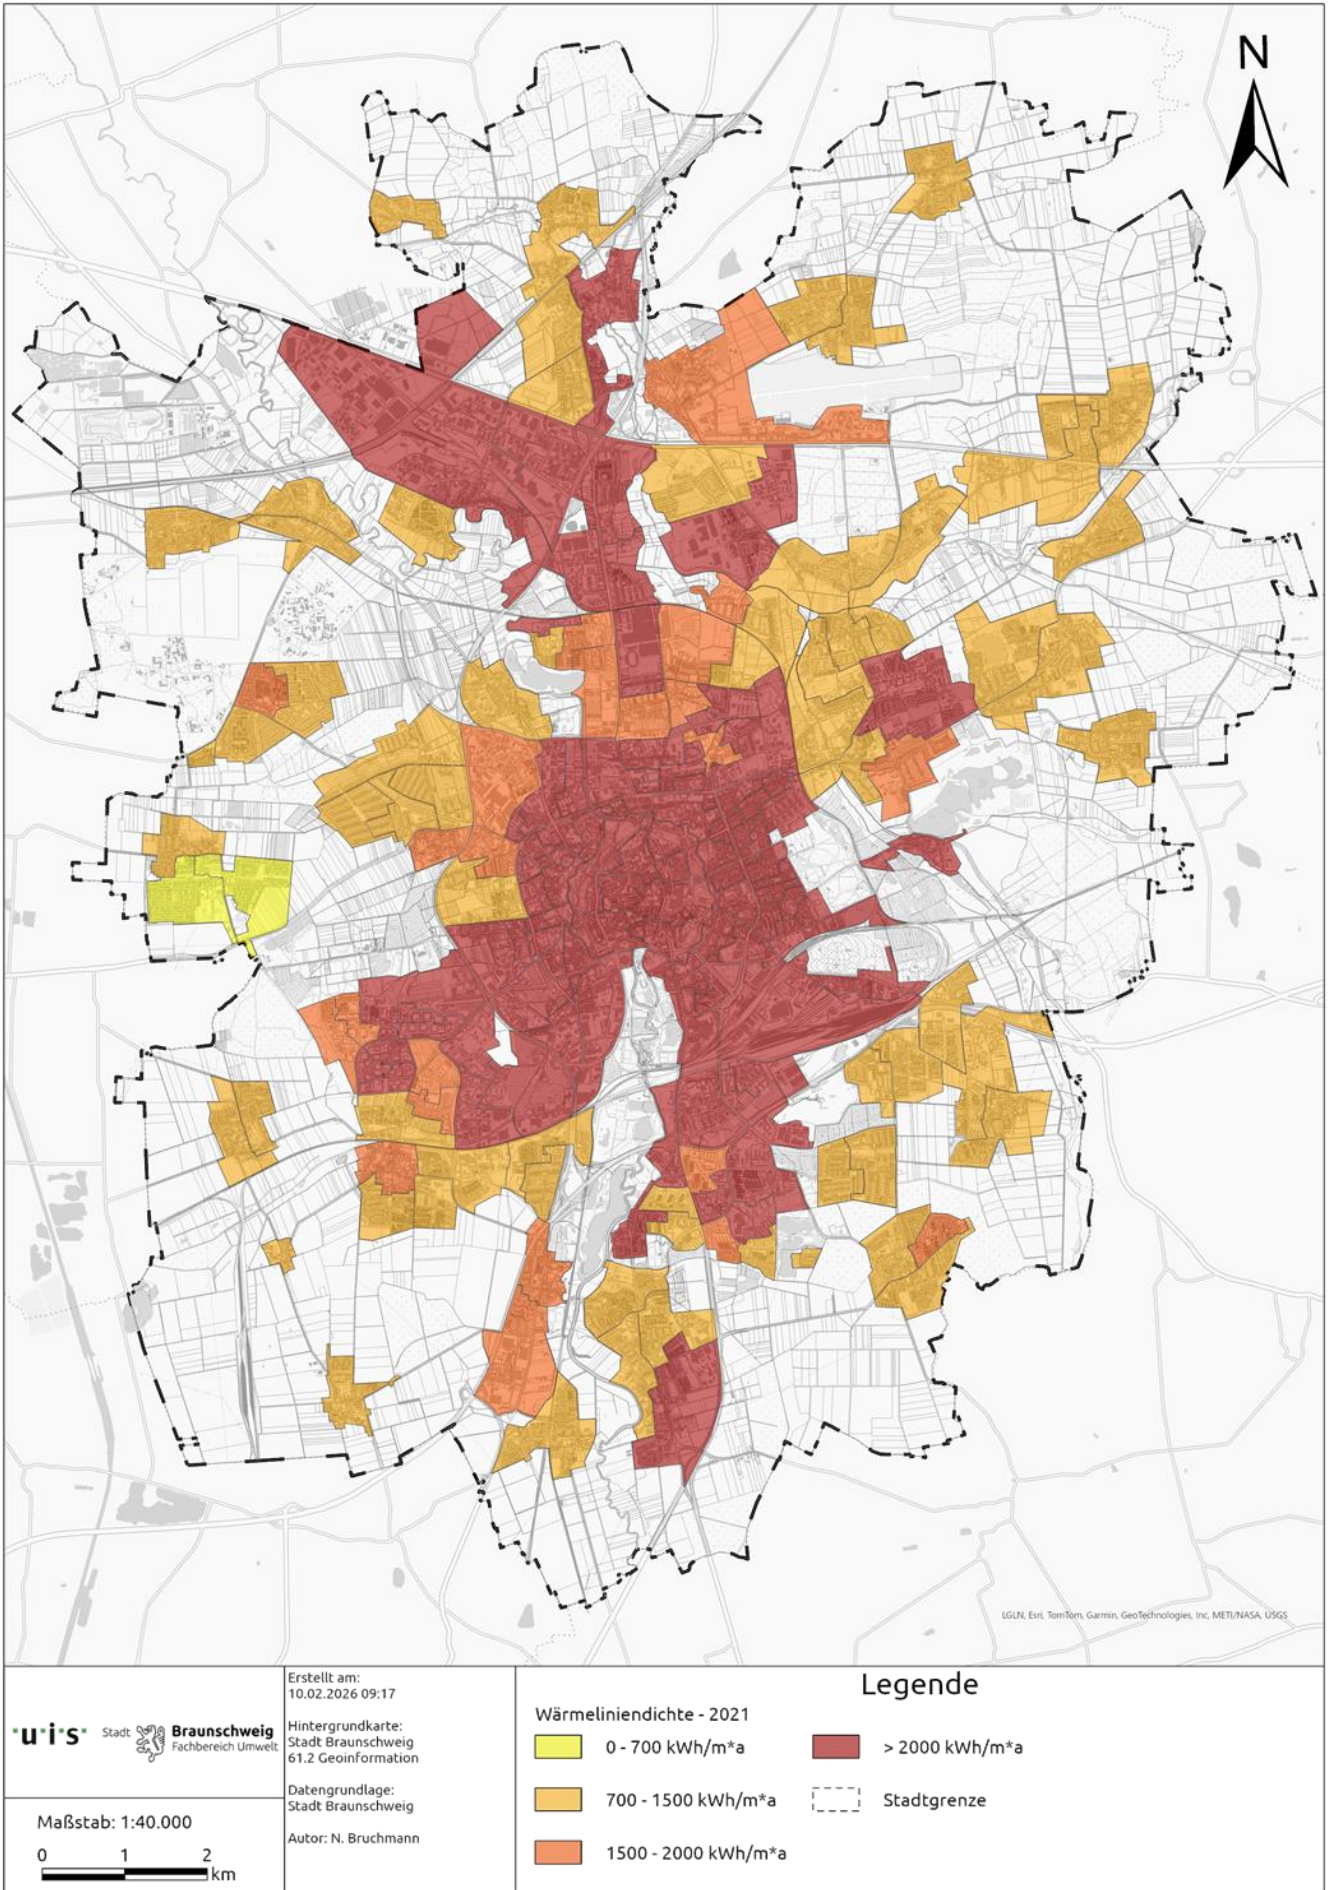 N
LGLN, Esri, TomTom, Garmin, GeoTechnologies, Inc, METI/NASA, USGS
u·i·s
Stadt Braunschweig
Fachbereich Umwelt
Maßstab: 1:40.000
0 1 2
km
Erstellt am:
10.02.2026 09:17
Hintergrundkarte:
Stadt Braunschweig
61.2 Geoinformation
Datengrundlage:
Stadt Braunschweig
Autor: N. Bruchmann
Legende
Wärmeliniendichte - 2021
0 - 700 kWh/m*a
700 - 1500 kWh/m*a
1500 - 2000 kWh/m*a
> 2000 kWh/m*a
Stadtgrenze